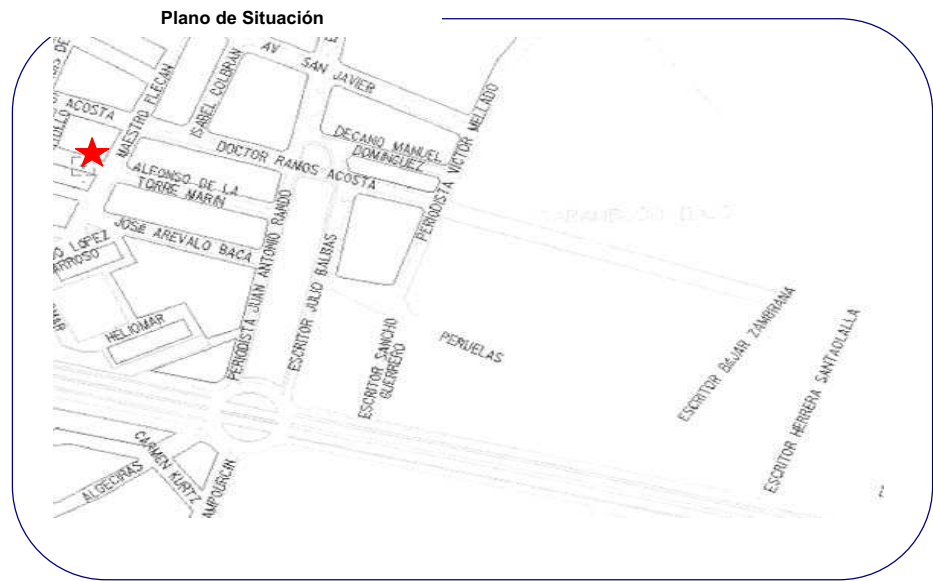 Plano de Situación
AV
SAN JAVIER
ISABEL COLBRAN
MAESTRO FLECAN
ACOSTA
DECANO MANUEL
DOMINGUEZ
DOCTOR RAMOS ACOSTA
PERIODISTA VICTOR MELLADO
ALFONSO DE LA
TORRE MARIN
JOSE AREVALO BACA
LOPEZ
PERIODISTA JUAN ANTONIO RANDO
ESCRITOR JULIO BALBAS
HELIOMAR
ESCRITOR SANCHO
GUERRERO
PERUELAS
ESCRITOR BAJAR ZAMBRANA
ESCRITOR HERRERA SANTAOLALLA
CARMEN KURTZ
ALGECIRAS
AMPOURCIN